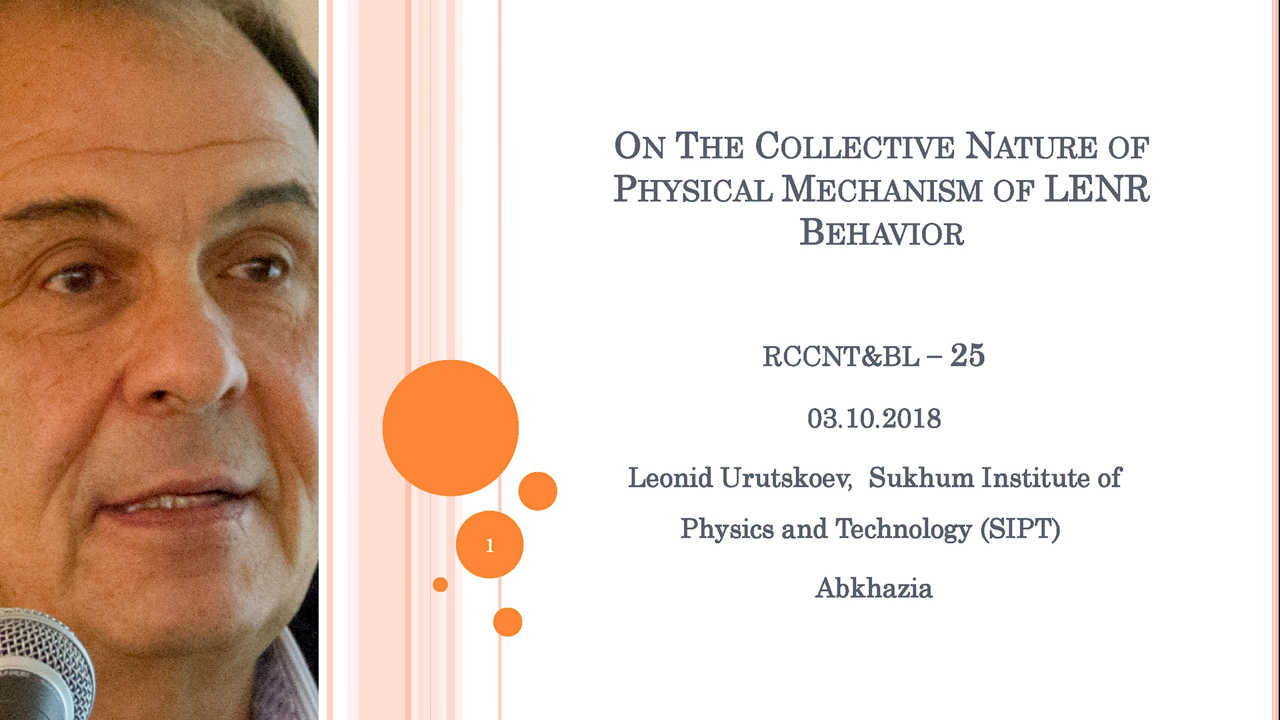 ON THE COLLECTIVE NATURE OF
PHYSICAL MECHANISM OF LENR
BEHAVIOR
RCCNT&BL – 25
03.10.2018
Leonid Urutskoev, Sukhum Institute of
Physics and Technology (SIPT)
Abkhazia
1
SHURE